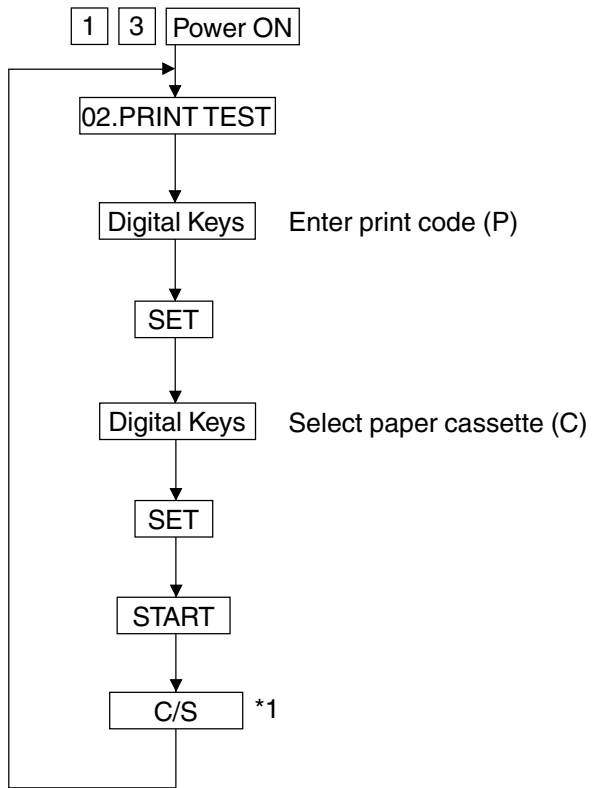 1 3 Power ON
02.PRINT TEST
Digital Keys Enter print code (P)
SET
Digital Keys Select paper cassette (C)
SET
START
C/S *1